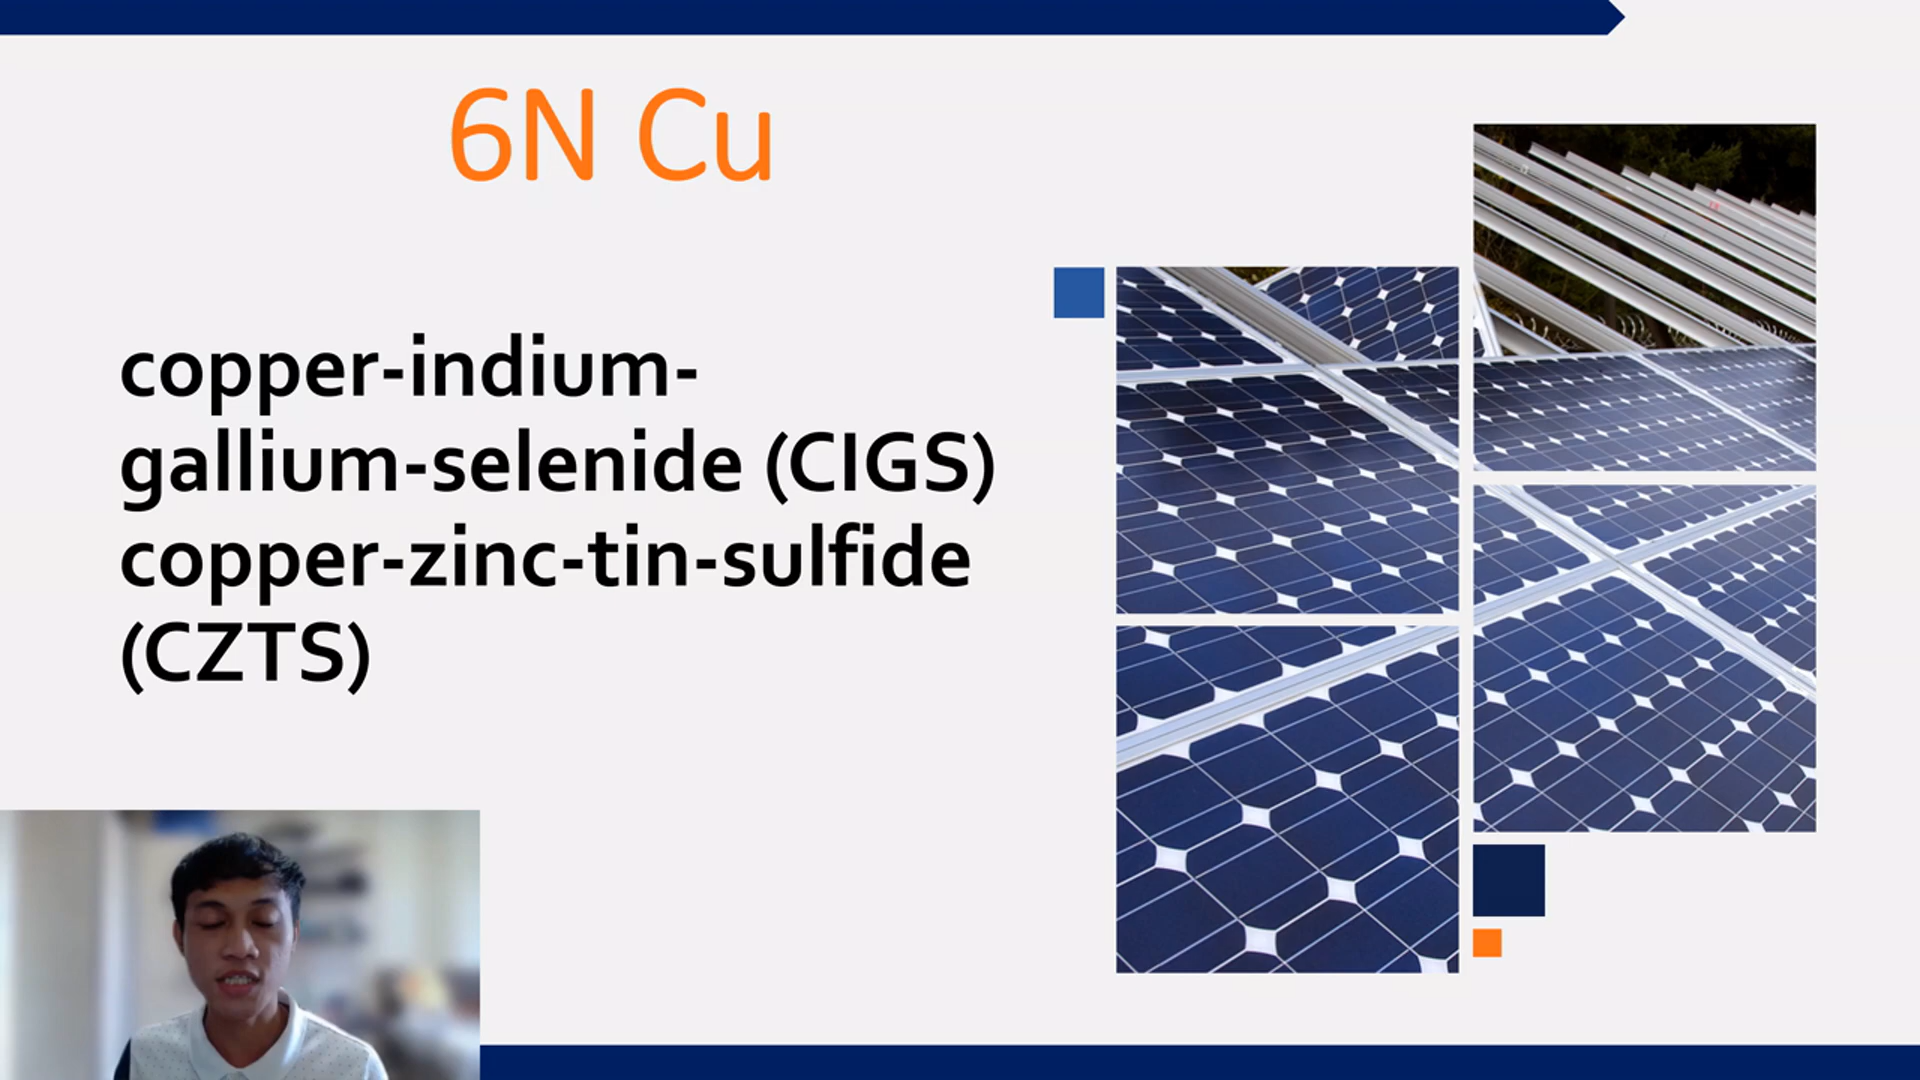 6N Cu
copper-indium-
gallium-selenide (CIGS)
copper-zinc-tin-sulfide
(CZTS)